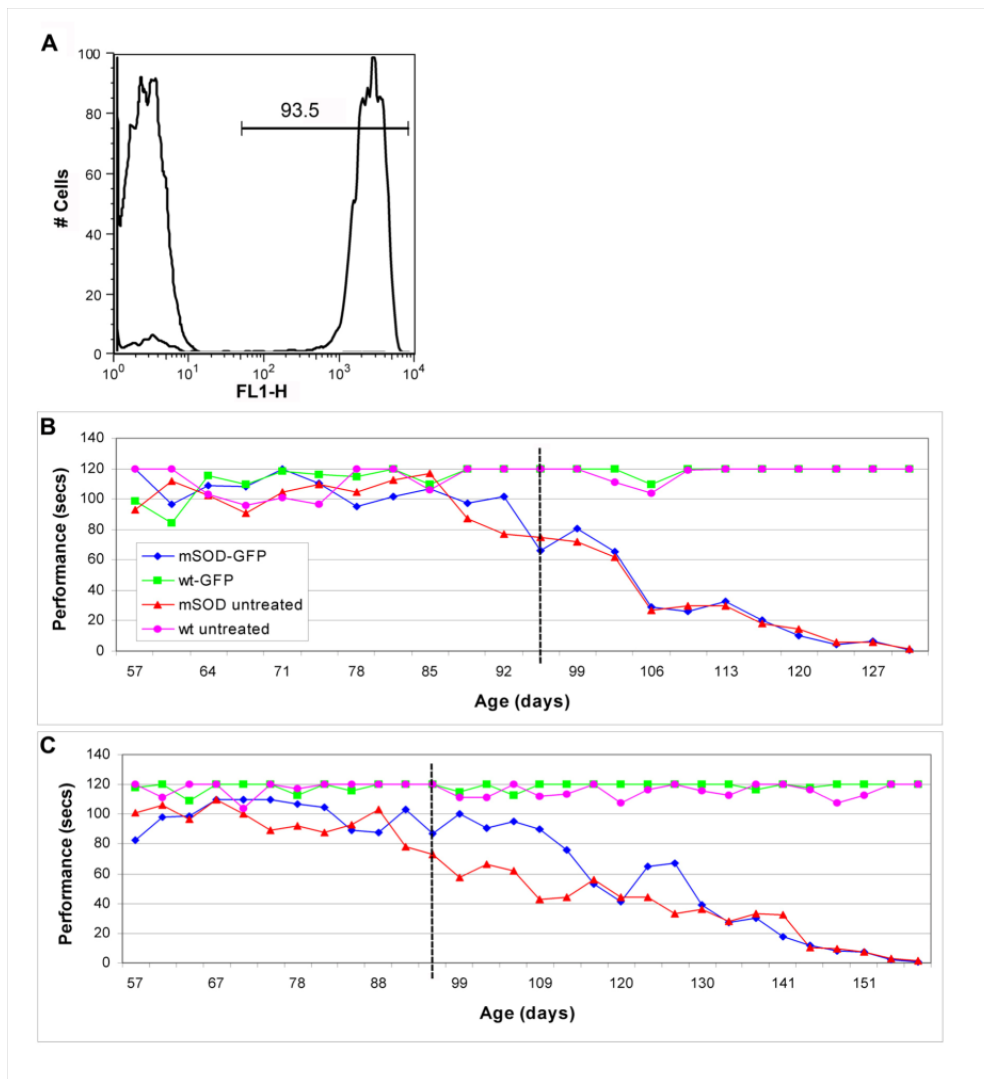 A
100
80
60
40
20
0
# Cells
93.5
10^0 10^1 10^2 10^3 10^4
FL1-H
B
140
120
100
80
60
40
20
0
Performance (secs)
mSOD-GFP
wt-GFP
mSOD untreated
wt untreated
57 64 71 78 85 92 99 106 113 120 127
Age (days)
C
140
120
100
80
60
40
20
0
Performance (secs)
57 67 78 88 99 109 120 130 141 151
Age (days)